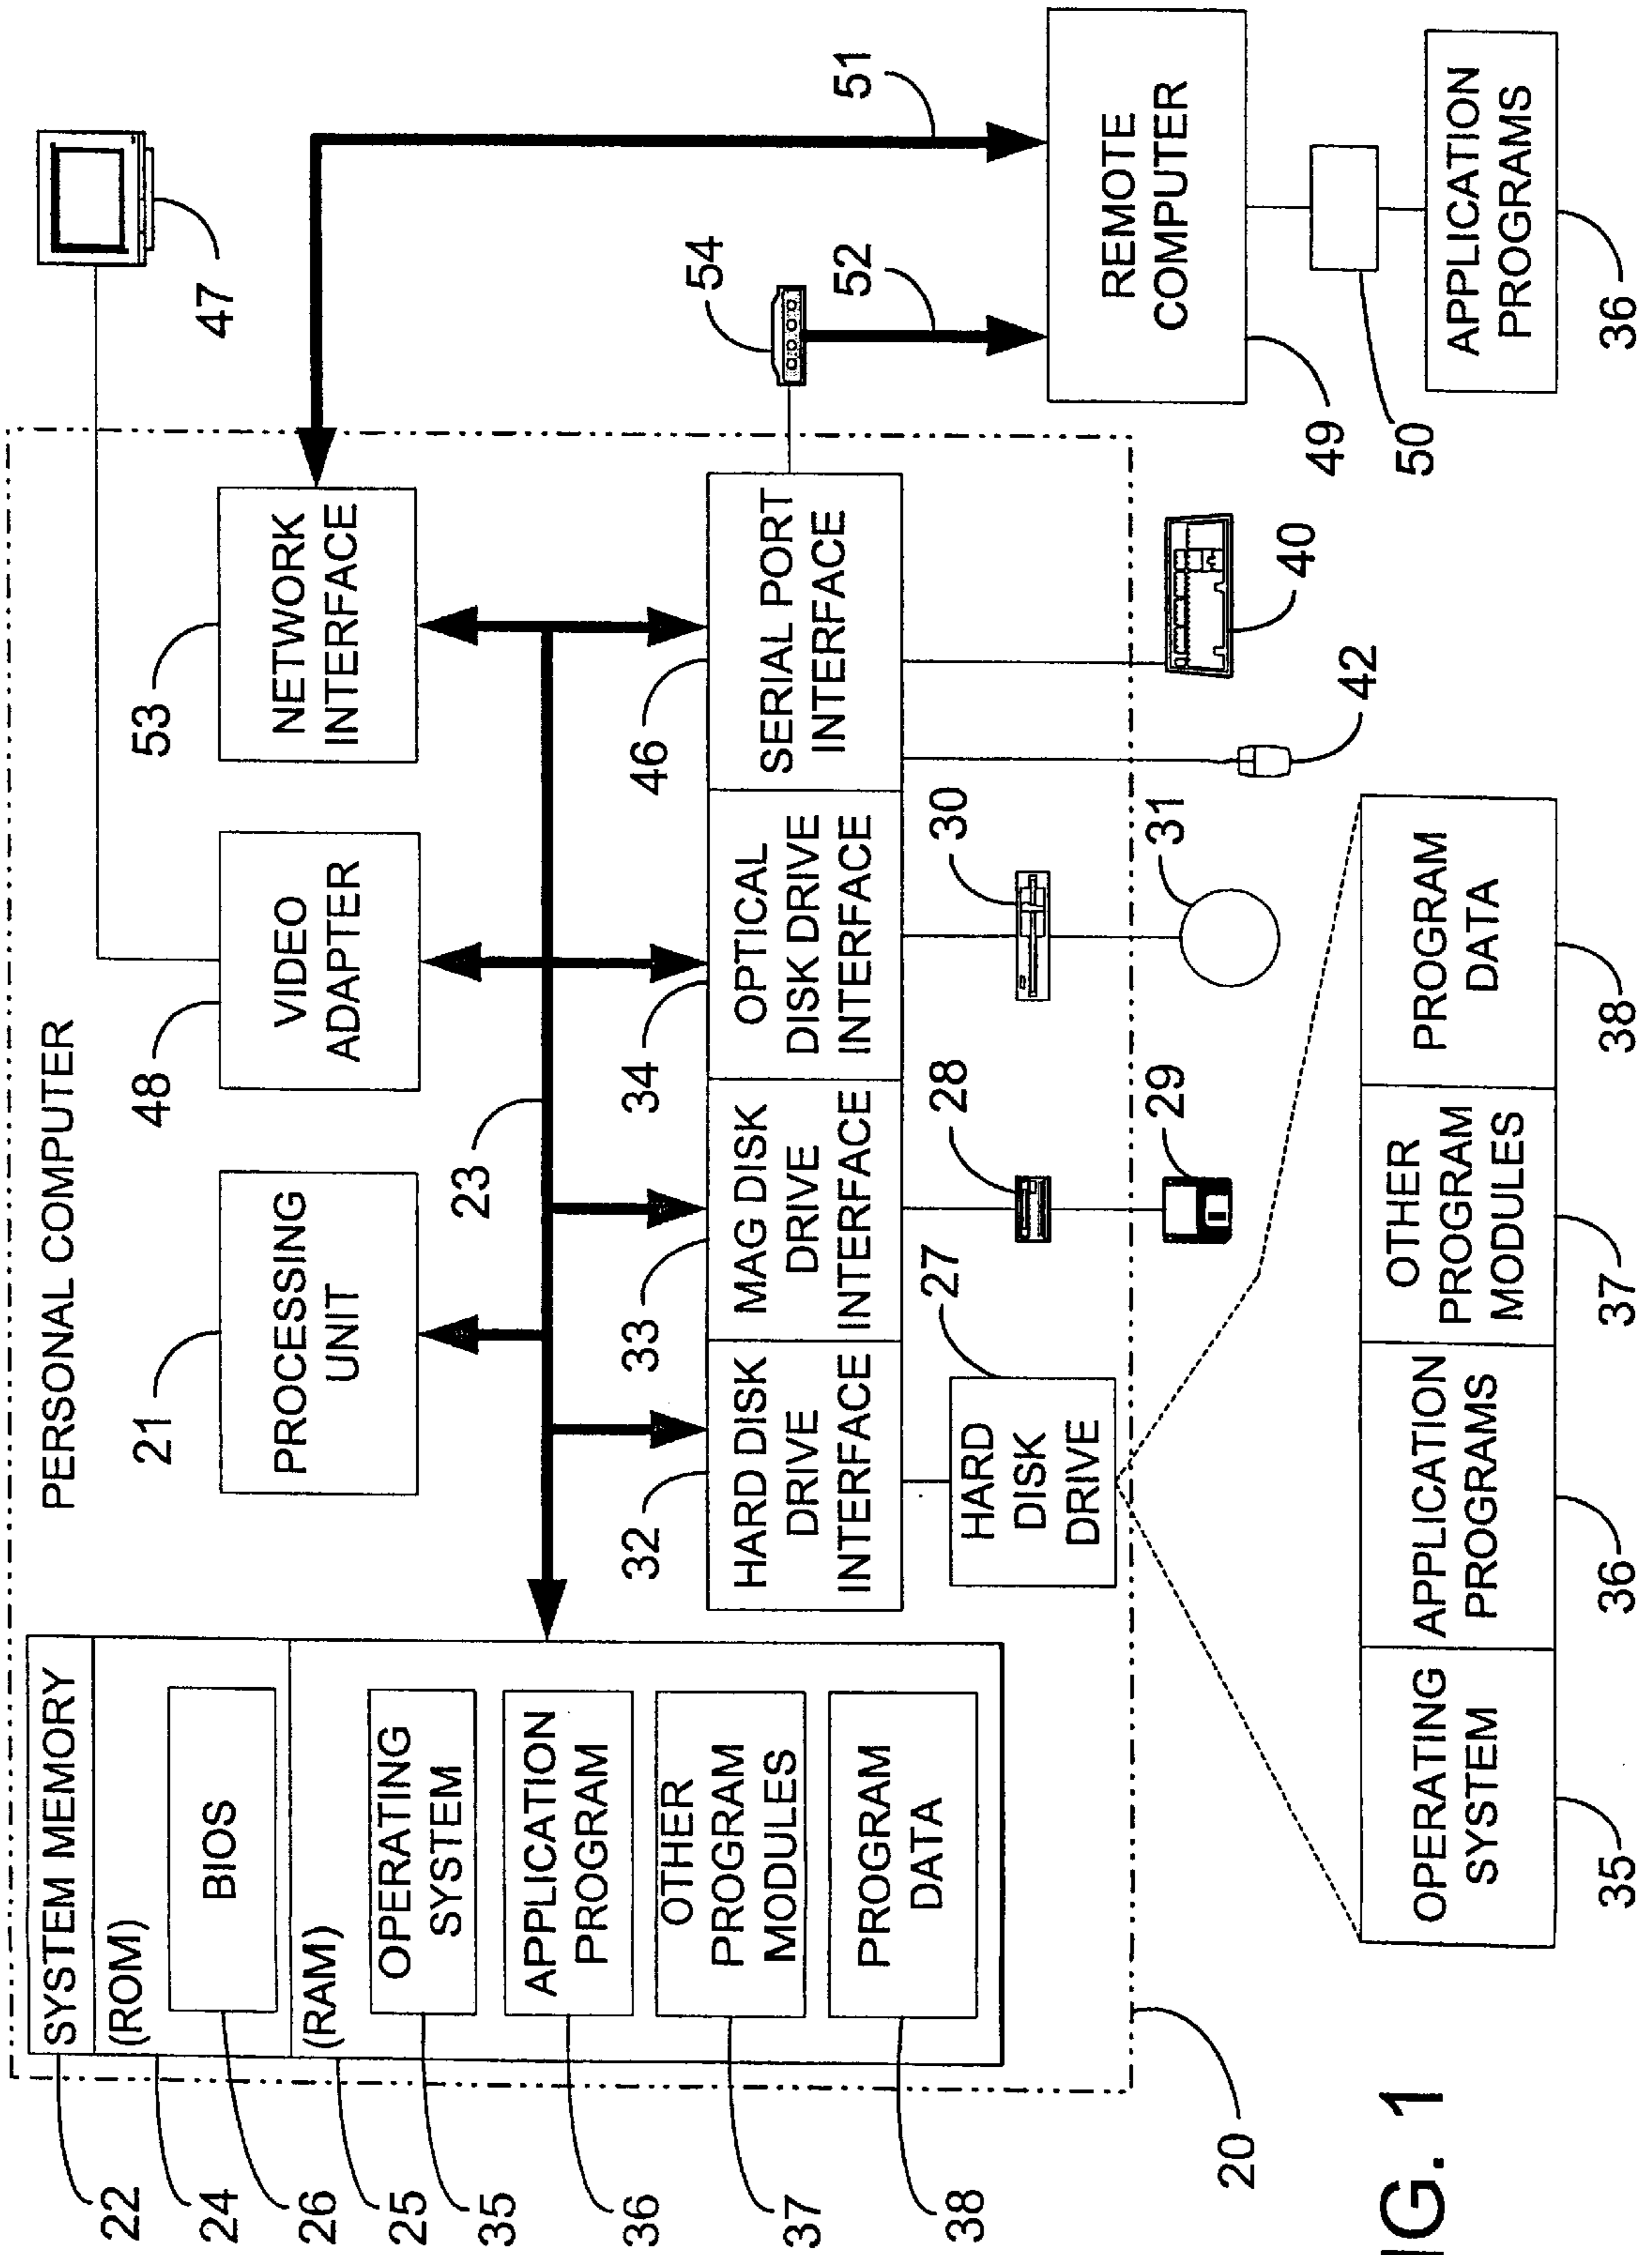 PERSONAL COMPUTER
SYSTEM MEMORY
(ROM)
BIOS
(RAM)
OPERATING
SYSTEM
APPLICATION
PROGRAM
OTHER
PROGRAM
MODULES
PROGRAM
DATA
22
24
26
25
35
36
37
38
21
PROCESSING
UNIT
48
VIDEO
ADAPTER
53
NETWORK
INTERFACE
47
23
32
HARD DISK
DRIVE
INTERFACE
33
MAG DISK
DRIVE
INTERFACE
34
OPTICAL
DISK DRIVE
INTERFACE
46
SERIAL PORT
INTERFACE
54
52
51
27
HARD
DISK
DRIVE
28
29
30
31
42
40
REMOTE
COMPUTER
49
50
APPLICATION
PROGRAMS
36
20
OPERATING
SYSTEM
35
APPLICATION
PROGRAMS
36
OTHER
PROGRAM
MODULES
37
PROGRAM
DATA
38
IG. 1